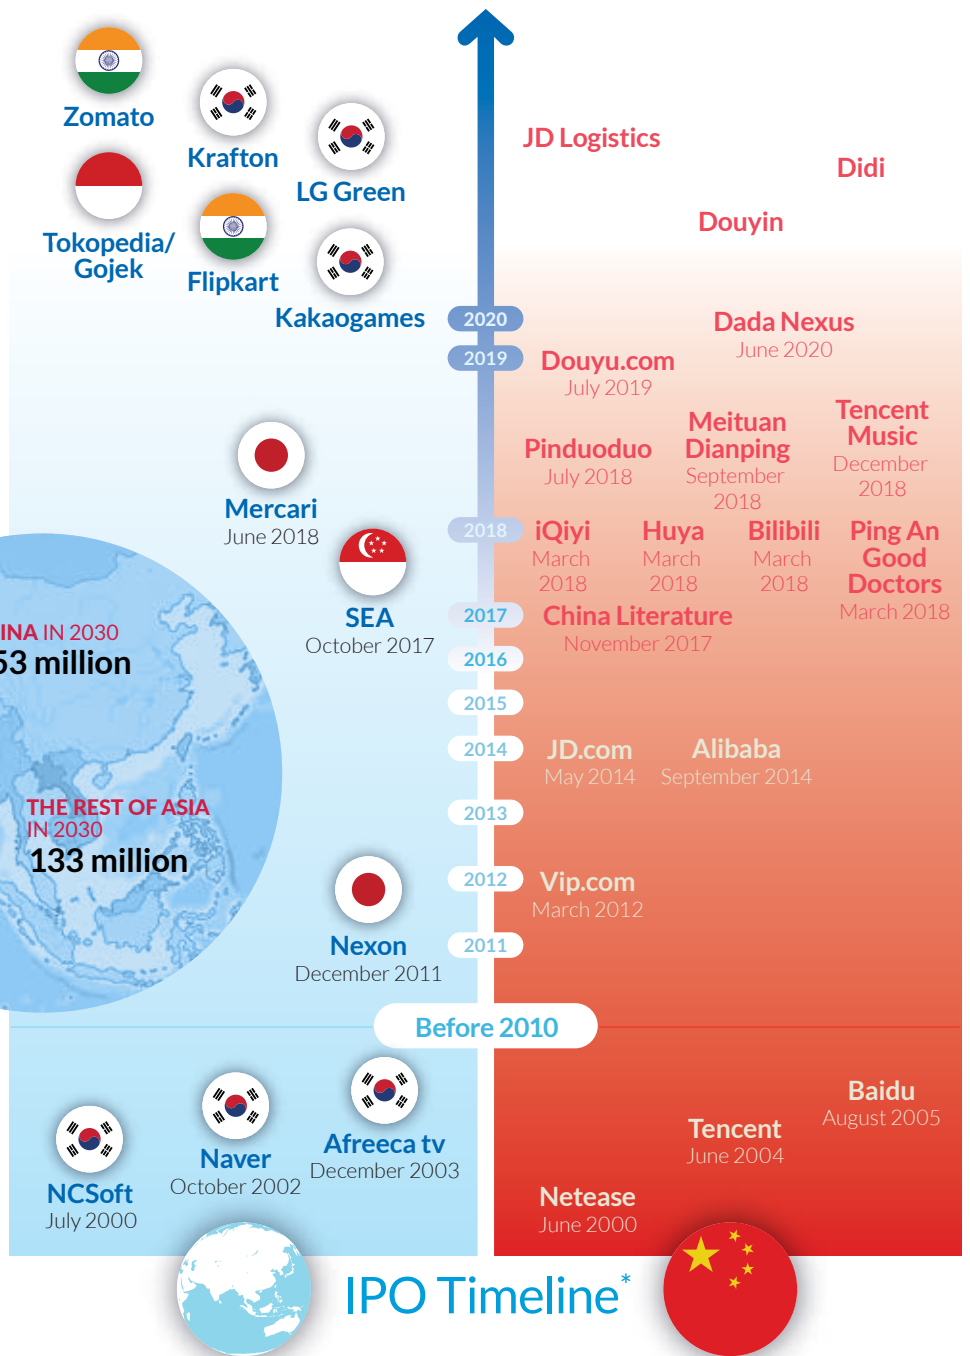 Zomato
Krafton
LG Green
Tokopedia/
Gojek
Flipkart
Kakaogames
JD Logistics
Didi
Douyin
2020
Dada Nexus
June 2020
2019
Douyu.com
July 2019
Mercari
June 2018
Pinduoduo
July 2018
Meituan
Dianping
September
2018
Tencent
Music
December
2018
2018
iQiyi
March
2018
Huya
March
2018
Bilibili
March
2018
Ping An
Good
Doctors
March 2018
SEA
October 2017
2017
China Literature
November 2017
2016
2015
INA IN 2030
53 million
THE REST OF ASIA
IN 2030
133 million
2014
JD.com
May 2014
Alibaba
September 2014
2013
2012
Vip.com
March 2012
Nexon
December 2011
2011
Before 2010
NCSoft
July 2000
Naver
October 2002
Afreeca tv
December 2003
Netease
June 2000
Tencent
June 2004
Baidu
August 2005
IPO Timeline*